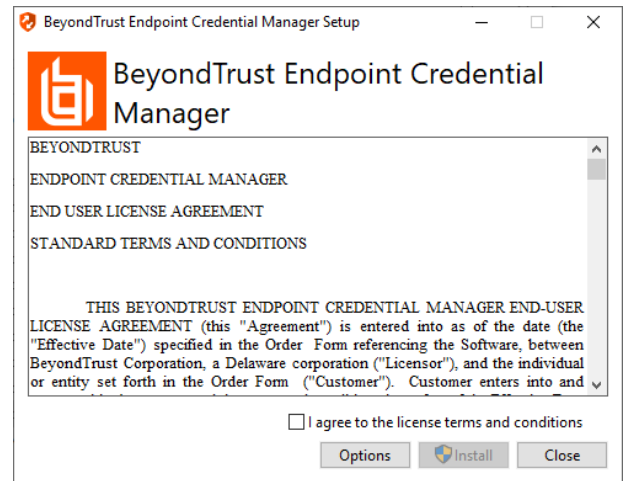 BeyondTrust Endpoint Credential Manager Setup
BeyondTrust Endpoint Credential
Manager
BEYONDTRUST
ENDPOINT CREDENTIAL MANAGER
END USER LICENSE AGREEMENT
STANDARD TERMS AND CONDITIONS
THIS BEYONDTRUST ENDPOINT CREDENTIAL MANAGER END-USER
LICENSE AGREEMENT (this "Agreement") is entered into as of the date (the
"Effective Date") specified in the Order Form referencing the Software, between
BeyondTrust Corporation, a Delaware corporation ("Licensor"), and the individual
or entity set forth in the Order Form ("Customer"). Customer enters into and
I agree to the license terms and conditions
Options
Install
Close